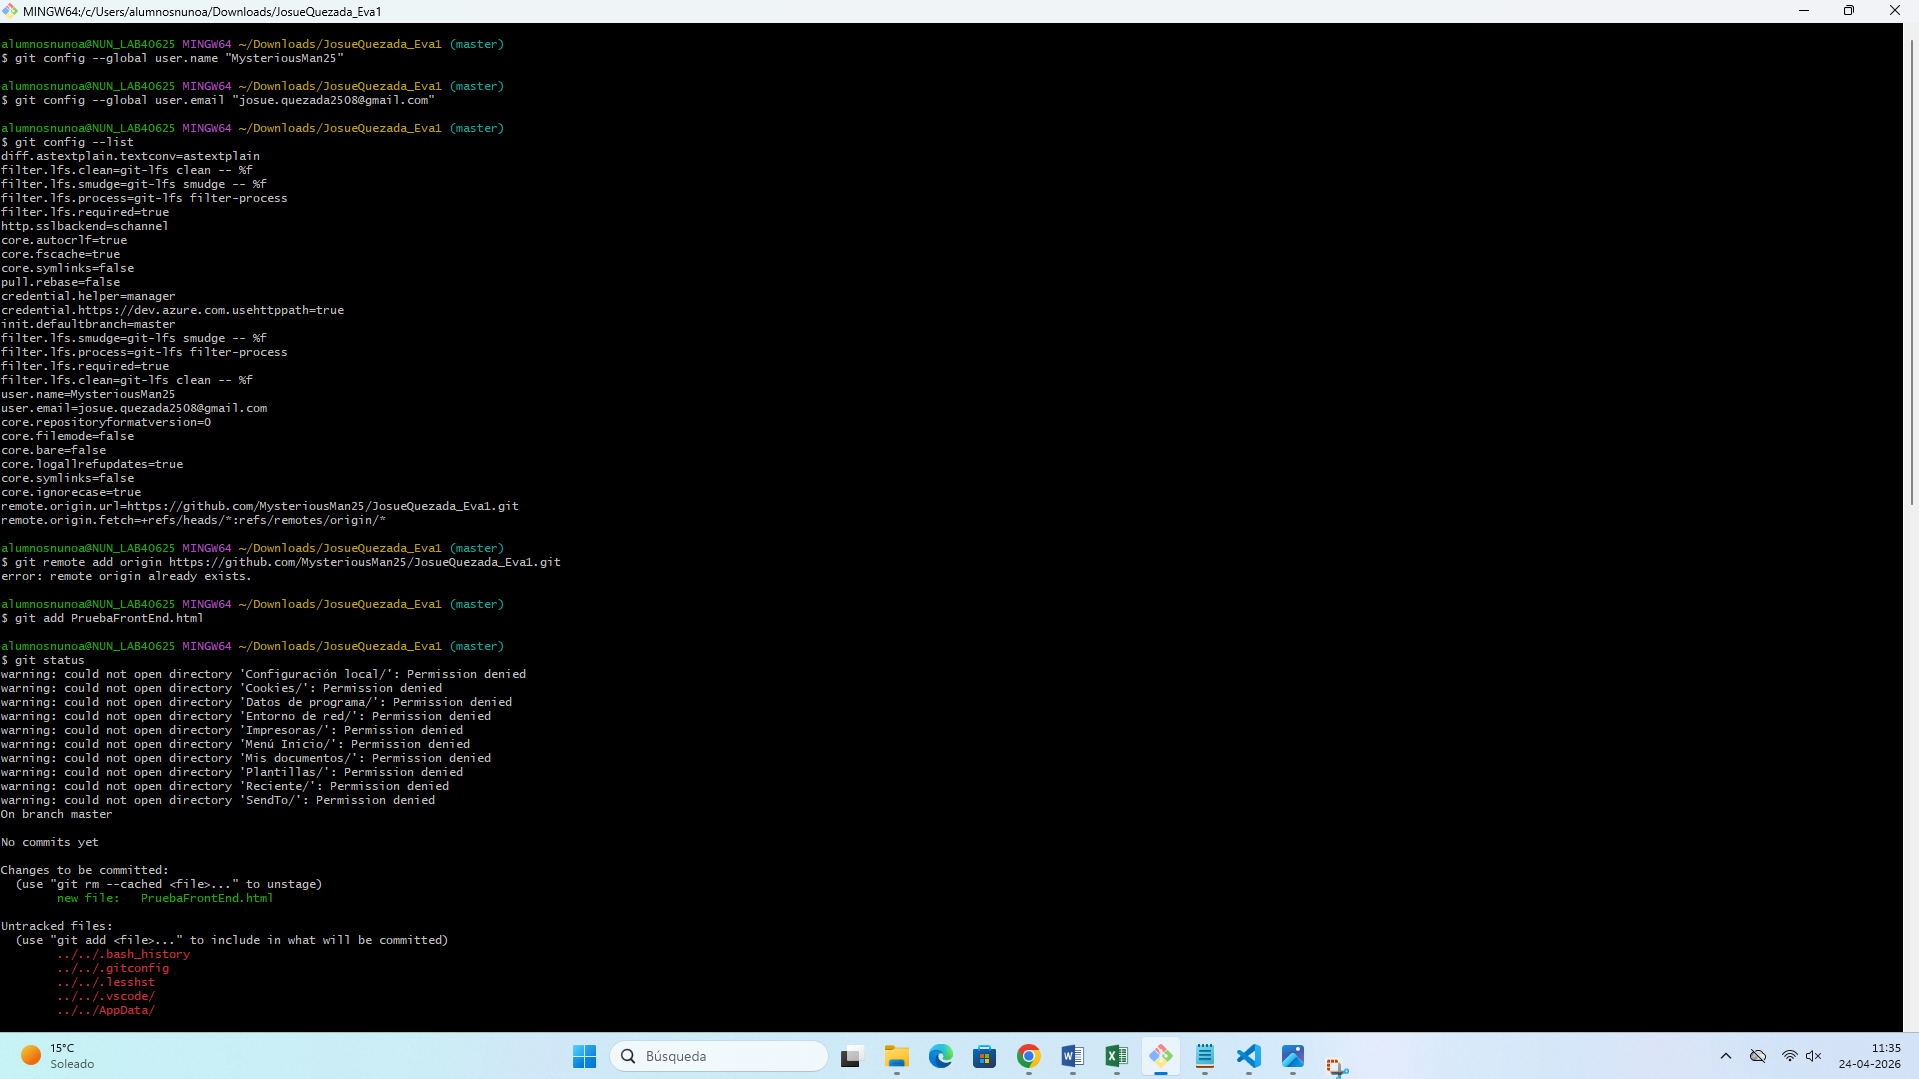 MINGW64:/c/Users/alumnosnunoa/Downloads/JosueQuezada_Eva1
alumnosnunoa@NUN_LAB40625 MINGW64 ~/Downloads/JosueQuezada_Eva1 (master)
$ git config --global user.name "MysteriousMan25"
alumnosnunoa@NUN_LAB40625 MINGW64 ~/Downloads/JosueQuezada_Eva1 (master)
$ git config --global user.email "josue.quezada2508@gmail.com"
alumnosnunoa@NUN_LAB40625 MINGW64 ~/Downloads/JosueQuezada_Eva1 (master)
$ git config --list
diff.astextplain.textconv=astextplain
filter.lfs.clean=git-lfs clean -- %f
filter.lfs.smudge=git-lfs smudge -- %f
filter.lfs.process=git-lfs filter-process
filter.lfs.required=true
http.sslbackend=schannel
core.autocrlf=true
core.fscache=true
core.symlinks=false
pull.rebase=false
credential.helper=manager
credential.https://dev.azure.com.usehttppath=true
init.defaultbranch=master
filter.lfs.smudge=git-lfs smudge -- %f
filter.lfs.process=git-lfs filter-process
filter.lfs.required=true
filter.lfs.clean=git-lfs clean -- %f
user.name=MysteriousMan25
user.email=josue.quezada2508@gmail.com
core.repositoryformatversion=0
core.filemode=false
core.bare=false
core.logallrefupdates=true
core.symlinks=false
core.ignorecase=true
remote.origin.url=https://github.com/MysteriousMan25/JosueQuezada_Eva1.git
remote.origin.fetch=+refs/heads/*:refs/remotes/origin/*
alumnosnunoa@NUN_LAB40625 MINGW64 ~/Downloads/JosueQuezada_Eva1 (master)
$ git remote add origin https://github.com/MysteriousMan25/JosueQuezada_Eva1.git
error: remote origin already exists.
alumnosnunoa@NUN_LAB40625 MINGW64 ~/Downloads/JosueQuezada_Eva1 (master)
$ git add PruebaFrontEnd.html
alumnosnunoa@NUN_LAB40625 MINGW64 ~/Downloads/JosueQuezada_Eva1 (master)
$ git status
warning: could not open directory 'Configuración local/': Permission denied
warning: could not open directory 'Cookies/': Permission denied
warning: could not open directory 'Datos de programa/': Permission denied
warning: could not open directory 'Entorno de red/': Permission denied
warning: could not open directory 'Impresoras/': Permission denied
warning: could not open directory 'Menú Inicio/': Permission denied
warning: could not open directory 'Mis documentos/': Permission denied
warning: could not open directory 'Plantillas/': Permission denied
warning: could not open directory 'Reciente/': Permission denied
warning: could not open directory 'SendTo/': Permission denied
On branch master
No commits yet
Changes to be committed:
(use "git rm --cached <file>..." to unstage)
new file:   PruebaFrontEnd.html
Untracked files:
(use "git add <file>..." to include in what will be committed)
../../.bash_history
../../.gitconfig
../../.lesshst
../../.vscode/
../../AppData/
15°C
Soleado
Búsqueda
11:35
24-04-2026